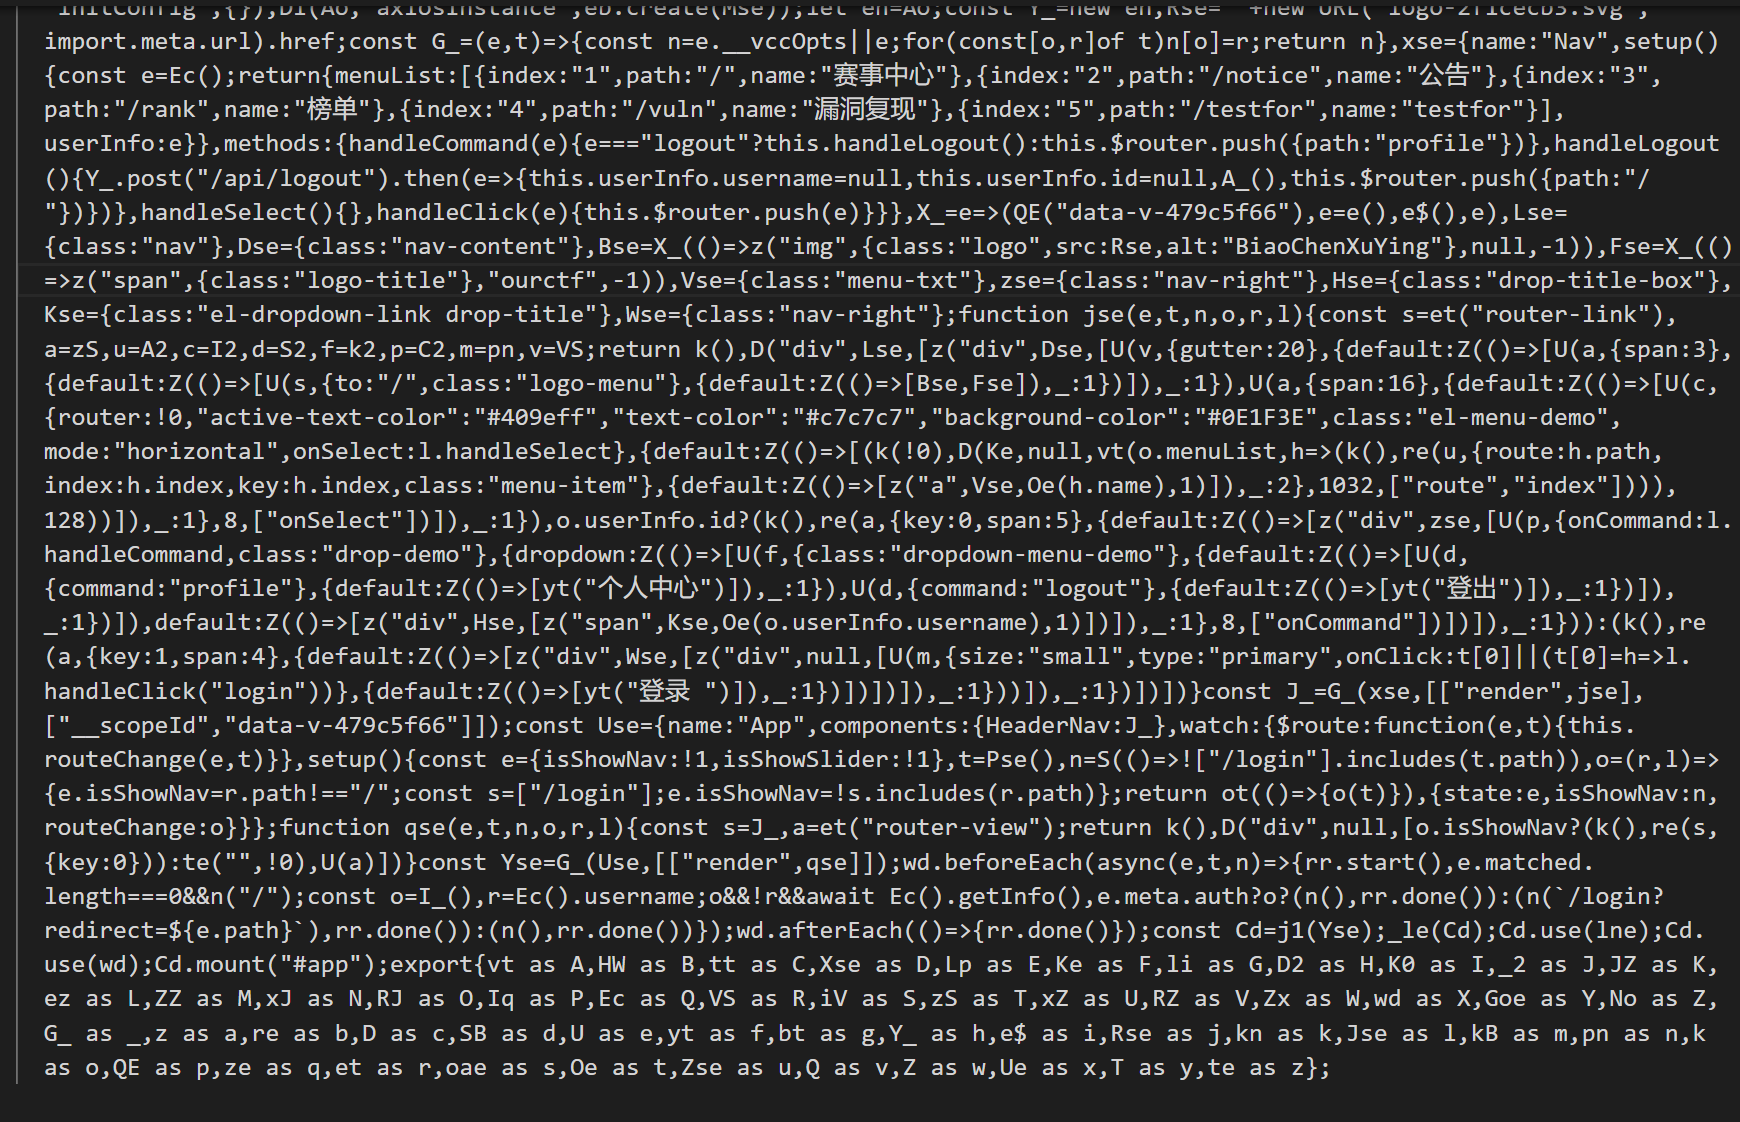 initConfig",{}),Di(Ao,"axiosInstance",eb.create(Mse));let en=Ao;const Y_=new en,Rse=""+new URL("logo-2f1cecb3.svg",
import.meta.url).href;const G_=(e,t)=>{const n=e.__vccOpts||e;for(const[o,r]of t)n[o]=r;return n},xse={name:"Nav",setup()
{const e=Ec();return{menuList:[{index:"1",path:"/",name:"赛事中心"},{index:"2",path:"/notice",name:"公告"},{index:"3",
path:"/rank",name:"榜单"},{index:"4",path:"/vuln",name:"漏洞复现"},{index:"5",path:"/testfor",name:"testfor"}],
userInfo:e}},methods:{handleCommand(e){e==="logout"?this.handleLogout():this.$router.push({path:"profile"})},handleLogout
(){Y_.post("/api/logout").then(e=>{this.userInfo.username=null,this.userInfo.id=null,A_(),this.$router.push({path:"/
"})})},handleSelect(){},handleClick(e){this.$router.push(e)}}},X_=e=>(QE("data-v-479c5f66"),e=e(),e$(),e),Lse=
{class:"nav"},Dse={class:"nav-content"},Bse=X_(()=>z("img",{class:"logo",src:Rse,alt:"BiaoChenXuYing"},null,-1)),Fse=X_(()
=>z("span",{class:"logo-title"},"ourctf",-1)),Vse={class:"menu-txt"},zse={class:"nav-right"},Hse={class:"drop-title-box"},
Kse={class:"el-dropdown-link drop-title"},Wse={class:"nav-right"};function jse(e,t,n,o,r,l){const s=et("router-link"),
a=zS,u=A2,c=I2,d=S2,f=k2,p=C2,m=pn,v=VS;return k(),D("div",Lse,[z("div",Dse,[U(v,{gutter:20},{default:Z(()=>[U(a,{span:3},
{default:Z(()=>[U(s,{to:"/",class:"logo-menu"},{default:Z(()=>[Bse,Fse]),_:1})]),_:1}),U(a,{span:16},{default:Z(()=>[U(c,
{router:!0,"active-text-color":"#409eff","text-color":"#c7c7c7","background-color":"#0E1F3E",class:"el-menu-demo",
mode:"horizontal",onSelect:l.handleSelect},{default:Z(()=>[(k(!0),D(Ke,null,vt(o.menuList,h=>(k(),re(u,{route:h.path,
index:h.index,key:h.index,class:"menu-item"},{default:Z(()=>[z("a",Vse,Oe(h.name),1)]),_:2},1032,["route","index"]))),
128))]),_:1},8,["onSelect"])]),_:1}),o.userInfo.id?(k(),re(a,{key:0,span:5},{default:Z(()=>[z("div",zse,[U(p,{onCommand:l.
handleCommand,class:"drop-demo"},{dropdown:Z(()=>[U(f,{class:"dropdown-menu-demo"},{default:Z(()=>[U(d,
{command:"profile"},{default:Z(()=>[yt("个人中心")]),_:1}),U(d,{command:"logout"},{default:Z(()=>[yt("登出")]),_:1})]),
_:1})]),default:Z(()=>[z("div",Hse,[z("span",Kse,Oe(o.userInfo.username),1)])]),_:1},8,["onCommand"])])]),_:1})):(k(),re
(a,{key:1,span:4},{default:Z(()=>[z("div",Wse,[z("div",null,[U(m,{size:"small",type:"primary",onClick:t[0]||(t[0]=h=>l.
handleClick("login"))},{default:Z(()=>[yt("登录 ")]),_:1})])])]),_:1}))]),_:1})])])}const J_=G_(xse,[["render",jse],
["__scopeId","data-v-479c5f66"]]);const Use={name:"App",components:{HeaderNav:J_},watch:{$route:function(e,t){this.
routeChange(e,t)}},setup(){const e={isShowNav:!1,isShowSlider:!1},t=Pse(),n=S(()=>!["/login"].includes(t.path)),o=(r,l)=>
{e.isShowNav=r.path!=="/";const s=["/login"];e.isShowNav=!s.includes(r.path)};return ot(()=>{o(t)}),{state:e,isShowNav:n,
routeChange:o}}};function qse(e,t,n,o,r,l){const s=J_,a=et("router-view");return k(),D("div",null,[o.isShowNav?(k(),re(s,
{key:0})):te("",!0),U(a)])}const Yse=G_(Use,[["render",qse]]);wd.beforeEach(async(e,t,n)=>{rr.start(),e.matched.
length===0&&n("/");const o=I_(),r=Ec().username;o&&!r&&await Ec().getInfo(),e.meta.auth?o?(n(),rr.done()):(n(`/login?
redirect=${e.path}`),rr.done()):(n(),rr.done())});wd.afterEach(()=>{rr.done()});const Cd=j1(Yse);_le(Cd);Cd.use(lne);Cd.
use(wd);Cd.mount("#app");export{vt as A,HW as B,tt as C,Xse as D,Lp as E,Ke as F,li as G,D2 as H,K0 as I,_2 as J,JZ as K,
ez as L,ZZ as M,xJ as N,RJ as O,Iq as P,Ec as Q,VS as R,iV as S,zS as T,xZ as U,RZ as V,Zx as W,wd as X,Goe as Y,No as Z,
G_ as _,z as a,re as b,D as c,SB as d,U as e,yt as f,bt as g,Y_ as h,e$ as i,Rse as j,kn as k,Jse as l,kB as m,pn as n,k
as o,QE as p,ze as q,et as r,oae as s,Oe as t,Zse as u,Q as v,Z as w,Ue as x,T as y,te as z};